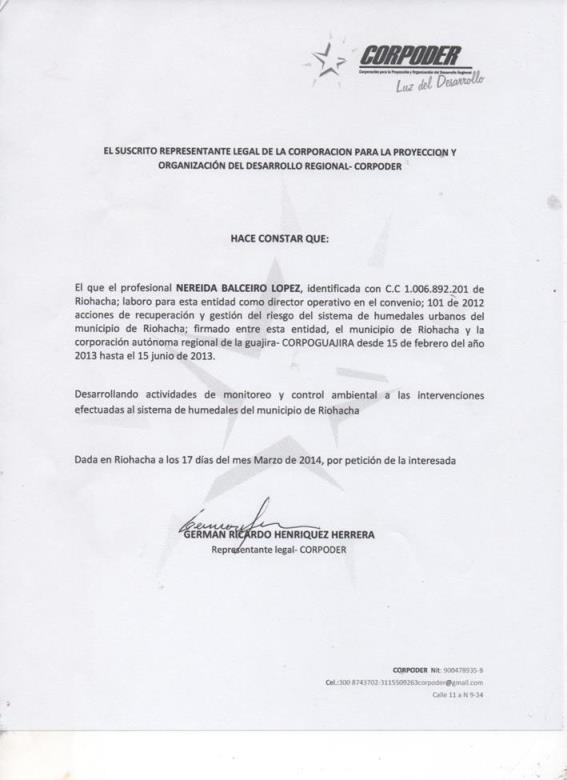 CORPODER
Corporación para la Proyección y Organización del Desarrollo Regional
Luz del Desarrollo
EL SUSCRITO REPRESENTANTE LEGAL DE LA CORPORACION PARA LA PROYECCION Y
ORGANIZACIÓN DEL DESARROLLO REGIONAL- CORPODER
HACE CONSTAR QUE:
El que el profesional NEREIDA BALCEIRO LOPEZ, identificada con C.C 1.006.892.201 de
Riohacha; laboro para esta entidad como director operativo en el convenio; 101 de 2012
acciones de recuperación y gestión del riesgo del sistema de humedales urbanos del
municipio de Riohacha; firmado entre esta entidad, el municipio de Riohacha y la
corporación autónoma regional de la guajira- CORPOGUAJIRA desde 15 de febrero del año
2013 hasta el 15 junio de 2013.
Desarrollando actividades de monitoreo y control ambiental a las intervenciones
efectuadas al sistema de humedales del municipio de Riohacha
Dada en Riohacha a los 17 días del mes Marzo de 2014, por petición de la interesada
GERMAN RICARDO HENRIQUEZ HERRERA
Representante legal- CORPODER
CORPODER Nit: 900478935-8
Cel.:300 8743702-3115509263corpoder@gmail.com
Calle 11 a N 9-34